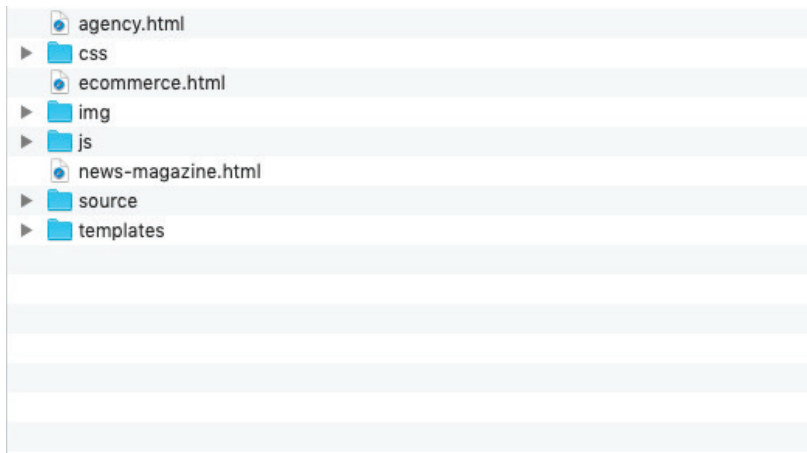 agency.html
css
ecommerce.html
img
js
news-magazine.html
source
templates